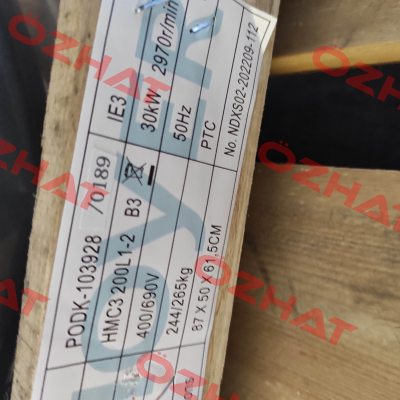 PODK-103928 70189
HMC3 200L1-2 B3 IE3
400/690V 30kW 2970r/min
244/265kg 50Hz
87 X 50 X 61,5CM PTC
No. NDXS02-202209-112
OZHAT
OZHAT
OZHAT
OZHAT
OZHAT
OZHAT